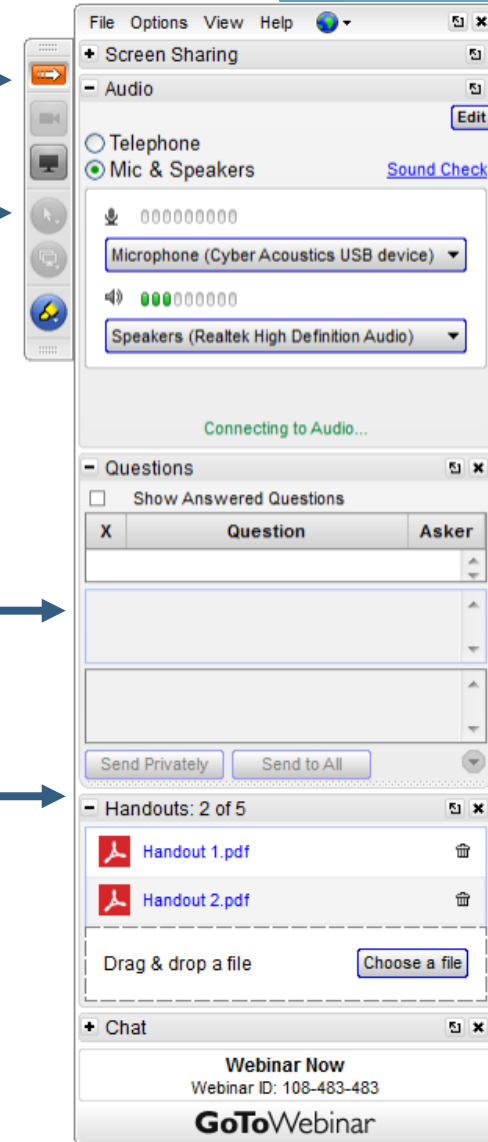 File Options View Help
+ Screen Sharing
− Audio
Edit
Telephone
Mic & Speakers Sound Check
000000000
Microphone (Cyber Acoustics USB device)
000000000
Speakers (Realtek High Definition Audio)
Connecting to Audio...
− Questions
Show Answered Questions
X Question Asker
Send Privately Send to All
− Handouts: 2 of 5
Handout 1.pdf
Handout 2.pdf
Drag & drop a file Choose a file
+ Chat
Webinar Now
Webinar ID: 108-483-483
GoToWebinar